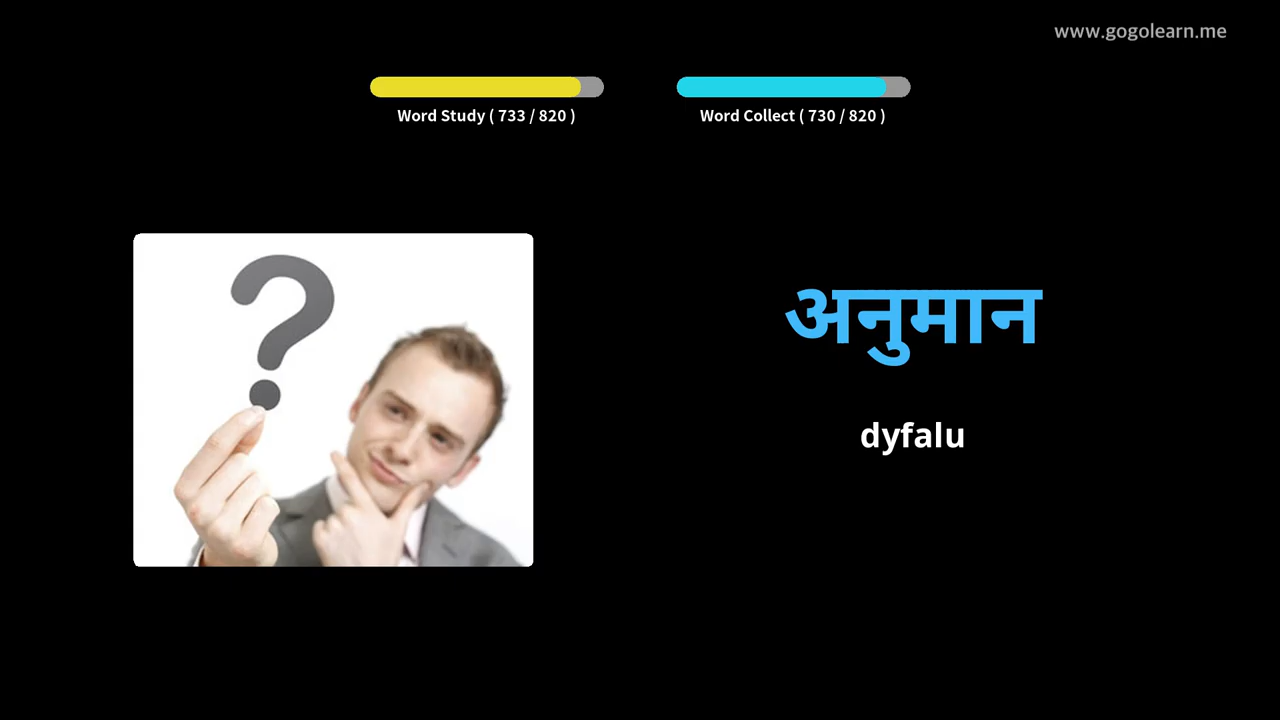 www.gogolearn.me
Word Study ( 733 / 820 )
Word Collect ( 730 / 820 )
?
अनुमान
dyfalu